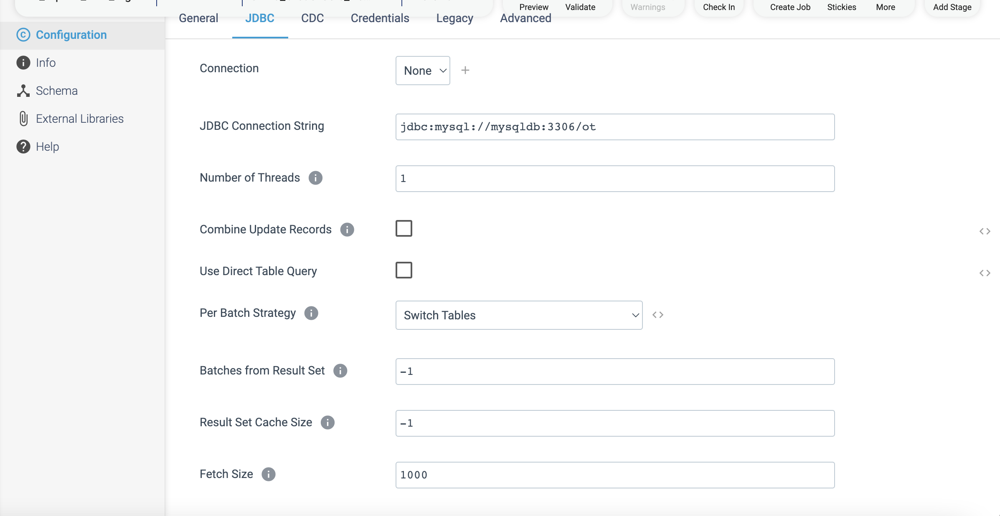 Preview Validate Warnings Check In Create Job Stickies More Add Stage
General JDBC CDC Credentials Legacy Advanced
Configuration
Info
Schema
External Libraries
Help
Connection None
JDBC Connection String jdbc:mysql://mysqldb:3306/ot
Number of Threads 1
Combine Update Records
Use Direct Table Query
Per Batch Strategy Switch Tables
Batches from Result Set -1
Result Set Cache Size -1
Fetch Size 1000